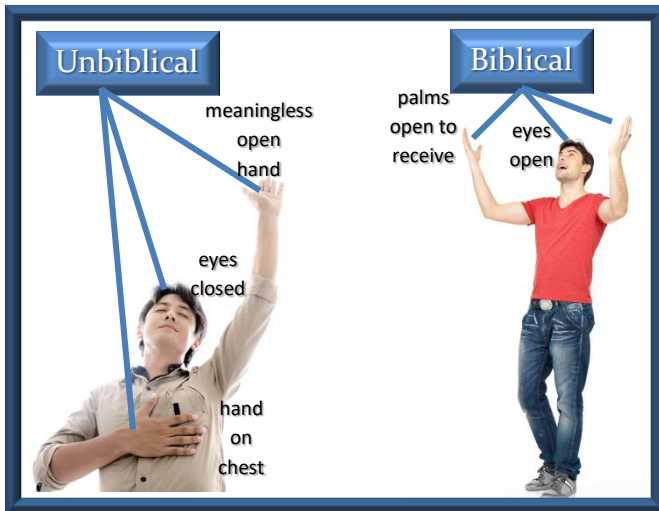 Unbiblical
meaningless
open
hand
eyes
closed
hand
on
chest
Biblical
palms
open to
receive
eyes
open